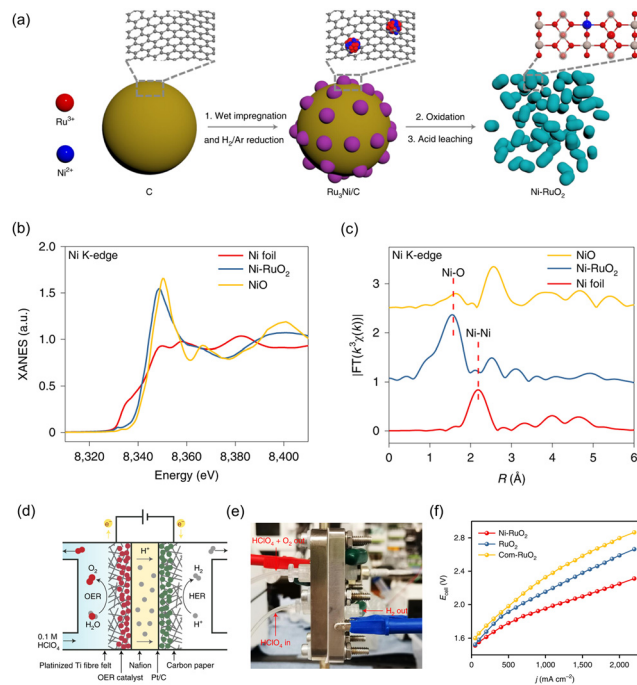 (a)
Ru³⁺
Ni²⁺
1. Wet impregnation
and H₂/Ar reduction
2. Oxidation
3. Acid leaching
C
Ru₃Ni/C
Ni-RuO₂
(b)
Ni K-edge
Ni foil
Ni-RuO₂
NiO
2.0
1.5
1.0
0.5
0
XANES (a.u.)
8,320
8,340
8,360
8,380
8,400
Energy (eV)
(c)
Ni K-edge
NiO
Ni-RuO₂
Ni foil
Ni-O
Ni-Ni
3
2
1
0
|FT(k³χ(k))|
0
1
2
3
4
5
6
R (Å)
(d)
e⁻
e⁻
H⁺
O₂
H₂
OER
HER
H₂O
H⁺
0.1 M
HClO₄
Platinized Ti fibre felt
Nafion
Carbon paper
OER catalyst
Pt/C
(e)
HClO₄ + O₂ out
H₂ out
HClO₄ in
(f)
Ni-RuO₂
RuO₂
Com-RuO₂
2.8
2.4
2.0
1.6
E cell (V)
0
500
1,000
1,500
2,000
j (mA cm⁻²)